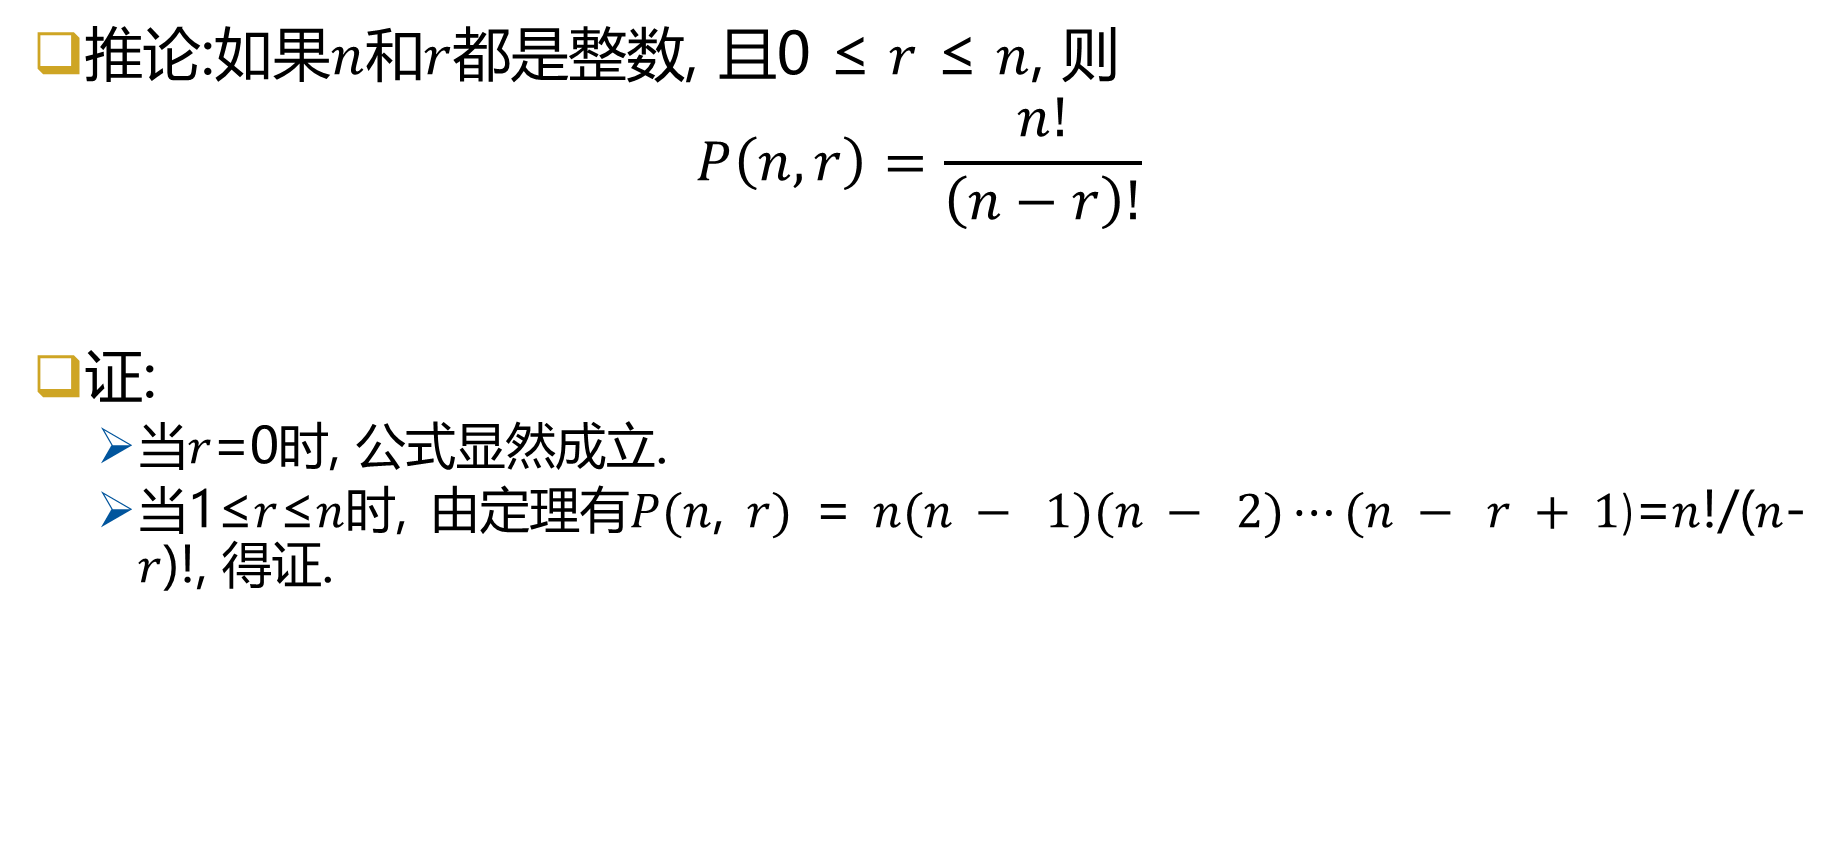 推论:如果n和r都是整数, 且0 ≤ r ≤ n, 则
P(n,r) = n!/(n − r)!
证:
当r=0时, 公式显然成立.
当1≤r≤n时, 由定理有P(n, r) = n(n − 1)(n − 2)⋯(n − r + 1)=n!/(n-
r)!, 得证.